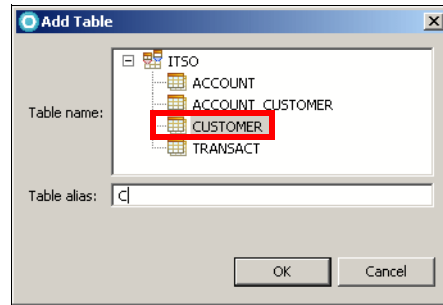 Add Table
ITSO
ACCOUNT
ACCOUNT_CUSTOMER
Table name:
CUSTOMER
TRANSACT
Table alias: C
OK Cancel